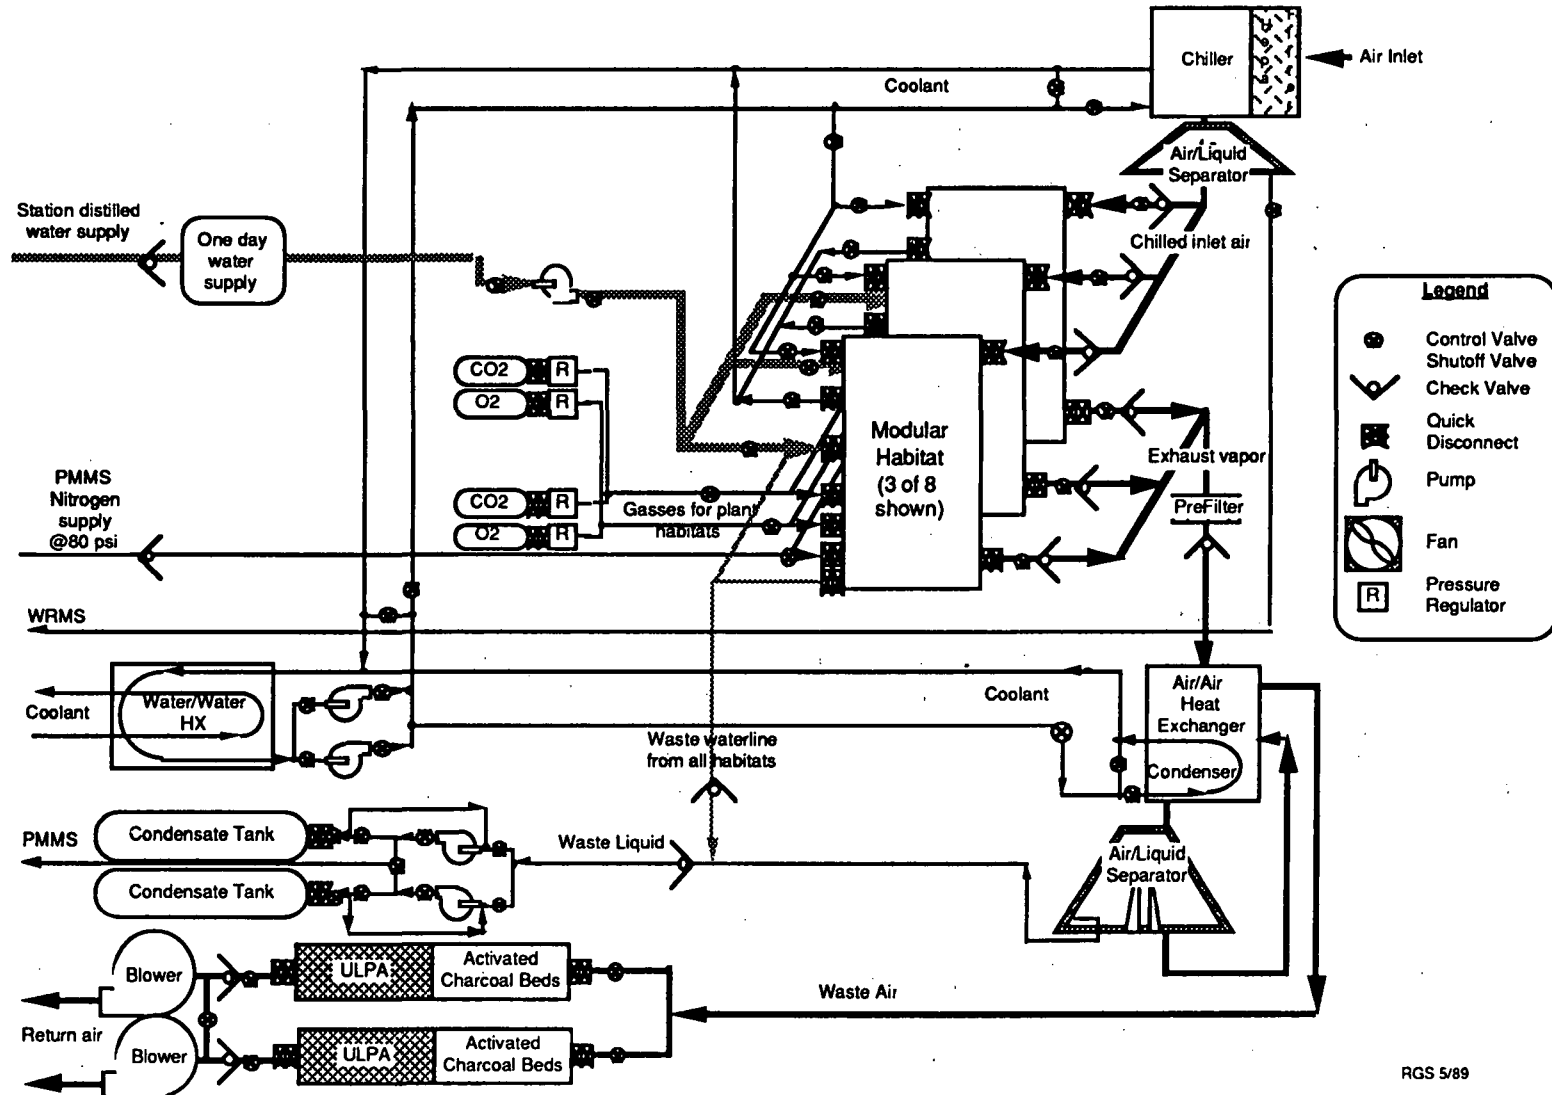 Chiller
Air Inlet
Coolant
Air/Liquid
Separator
Station distilled
water supply
One day
water
supply
Chilled inlet air
Legend
Control Valve
Shutoff Valve
Check Valve
Quick
Disconnect
Pump
Fan
R
Pressure
Regulator
CO2
R
O2
R
CO2
R
O2
R
Modular
Habitat
(3 of 8
shown)
Exhaust vapor
PreFilter
PMMS
Nitrogen
supply
@80 psi
Gasses for plant
habitats
WRMS
Coolant
Water/Water
HX
Coolant
Air/Air
Heat
Exchanger
Condenser
Waste waterline
from all habitats
Condensate Tank
PMMS
Condensate Tank
Waste Liquid
Air/Liquid
Separator
Blower
ULPA
Activated
Charcoal Beds
Waste Air
Return air
Blower
ULPA
Activated
Charcoal Beds
RGS 5/89